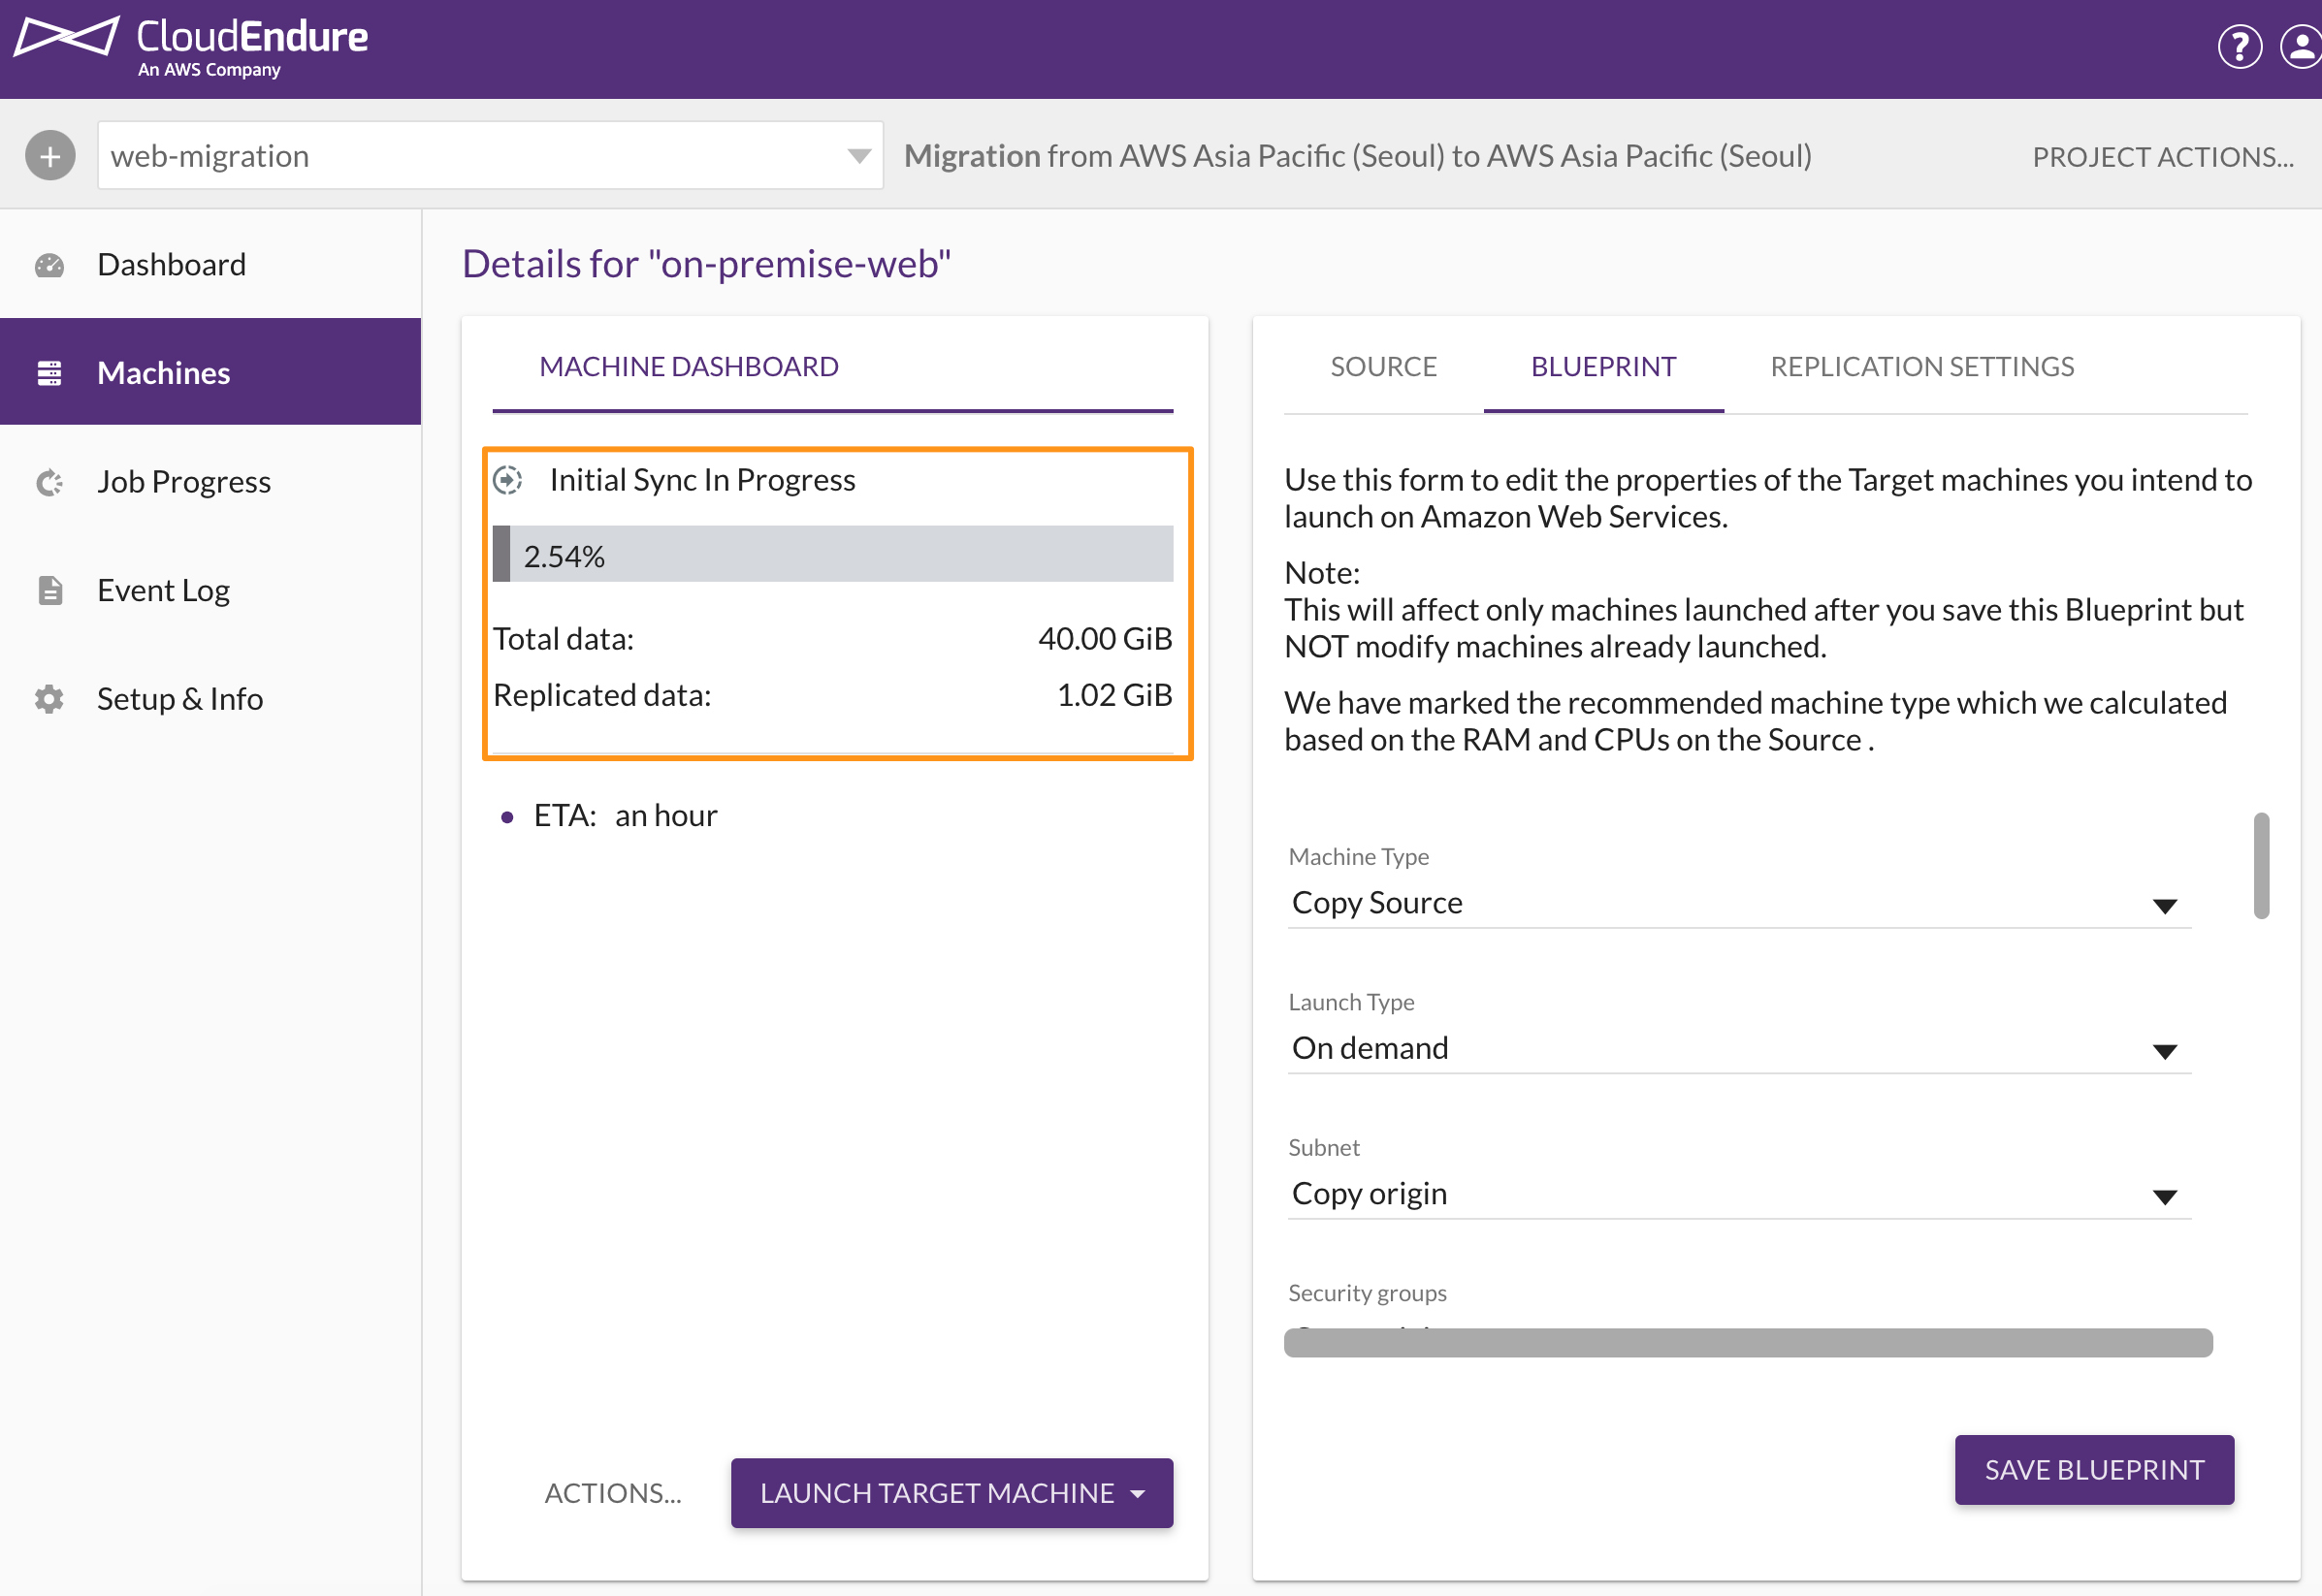 CloudEndure
An AWS Company
?
+
web-migration
Migration from AWS Asia Pacific (Seoul) to AWS Asia Pacific (Seoul)
PROJECT ACTIONS...
Dashboard
Machines
Job Progress
Event Log
Setup & Info
Details for "on-premise-web"
MACHINE DASHBOARD
Initial Sync In Progress
2.54%
Total data: 40.00 GiB
Replicated data: 1.02 GiB
ETA: an hour
ACTIONS...
LAUNCH TARGET MACHINE
SOURCE
BLUEPRINT
REPLICATION SETTINGS
Use this form to edit the properties of the Target machines you intend to
launch on Amazon Web Services.
Note:
This will affect only machines launched after you save this Blueprint but
NOT modify machines already launched.
We have marked the recommended machine type which we calculated
based on the RAM and CPUs on the Source .
Machine Type
Copy Source
Launch Type
On demand
Subnet
Copy origin
Security groups
SAVE BLUEPRINT